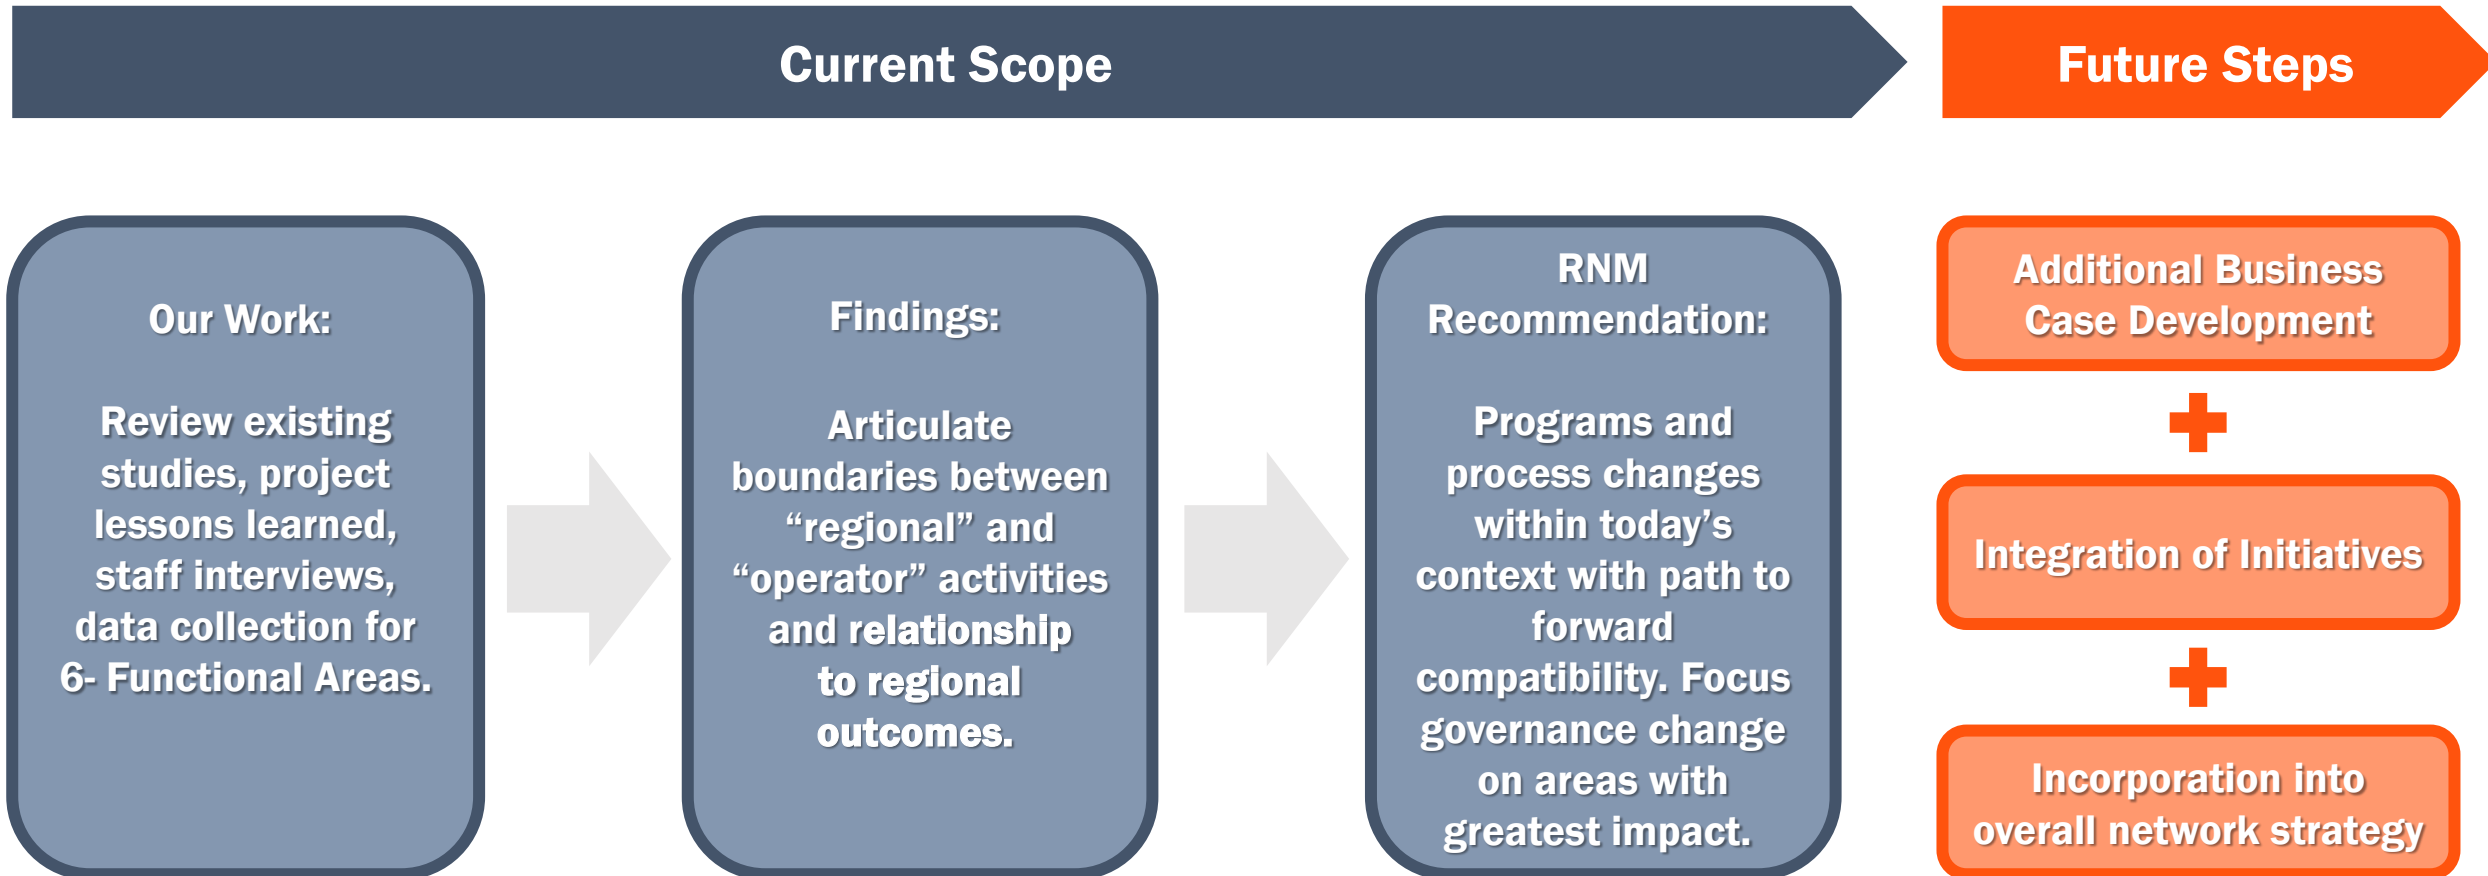 Current Scope
Future Steps
Our Work:
Review existing
studies, project
lessons learned,
staff interviews,
data collection for
6- Functional Areas.
Findings:
Articulate
boundaries between
“regional” and
“operator” activities
and relationship
to regional
outcomes.
RNM
Recommendation:
Programs and
process changes
within today’s
context with path to
forward
compatibility. Focus
governance change
on areas with
greatest impact.
Additional Business
Case Development
Integration of Initiatives
Incorporation into
overall network strategy